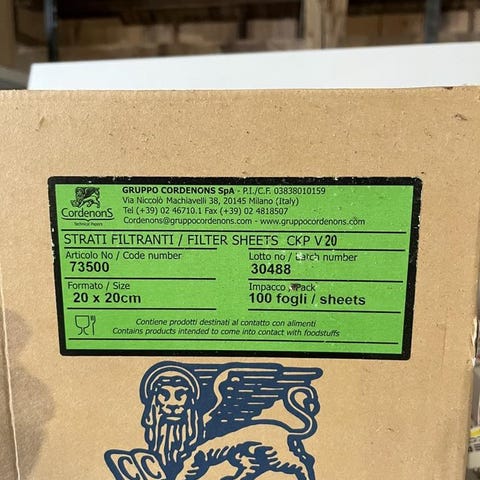 GRUPPO CORDENONS SpA - P.I./C.F. 03838010159
Via Niccolò Machiavelli 38, 20145 Milano (Italy)
Tel (+39) 02 46710.1 Fax (+39) 02 4818507
Cordenons@gruppocordenons.com - www.gruppocordenons.com
CordenonS
Technical Papers
STRATI FILTRANTI / FILTER SHEETS CKP V 20
Articolo No / Code number
73500
Lotto no / Batch number
30488
Formato / Size
20 x 20cm
Impacco / Pack
100 fogli / sheets
Contiene prodotti destinati al contatto con alimenti
Contains products intended to come into contact with foodstuffs
CC